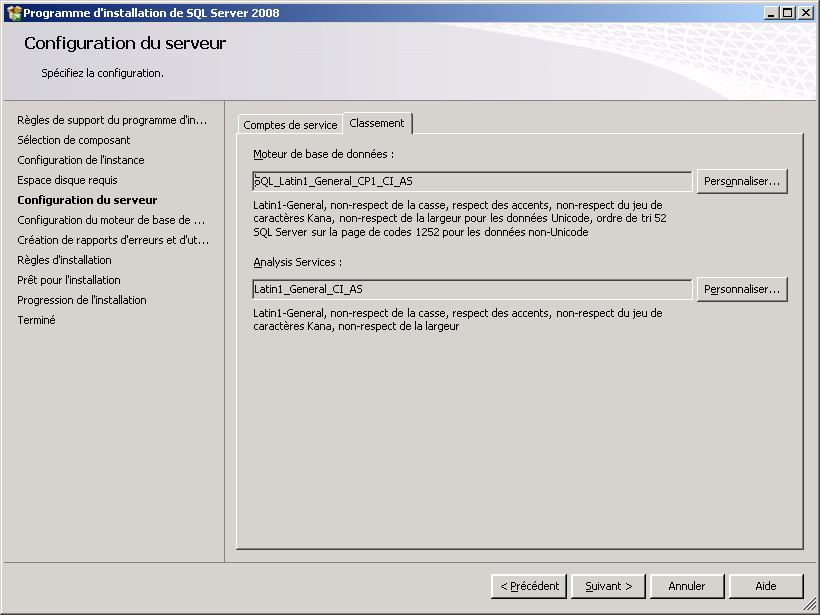 Programme d'installation de SQL Server 2008
Configuration du serveur
Spécifiez la configuration.
Règles de support du programme d'in...
Sélection de composant
Configuration de l'instance
Espace disque requis
Configuration du serveur
Configuration du moteur de base de ...
Création de rapports d'erreurs et d'ut...
Règles d'installation
Prêt pour l'installation
Progression de l'installation
Terminé
Comptes de service
Classement
Moteur de base de données :
SQL_Latin1_General_CP1_CI_AS
Personnaliser...
Latin1-General, non-respect de la casse, respect des accents, non-respect du jeu de
caractères Kana, non-respect de la largeur pour les données Unicode, ordre de tri 52
SQL Server sur la page de codes 1252 pour les données non-Unicode
Analysis Services :
Latin1_General_CI_AS
Personnaliser...
Latin1-General, non-respect de la casse, respect des accents, non-respect du jeu de
caractères Kana, non-respect de la largeur
< Précédent
Suivant >
Annuler
Aide